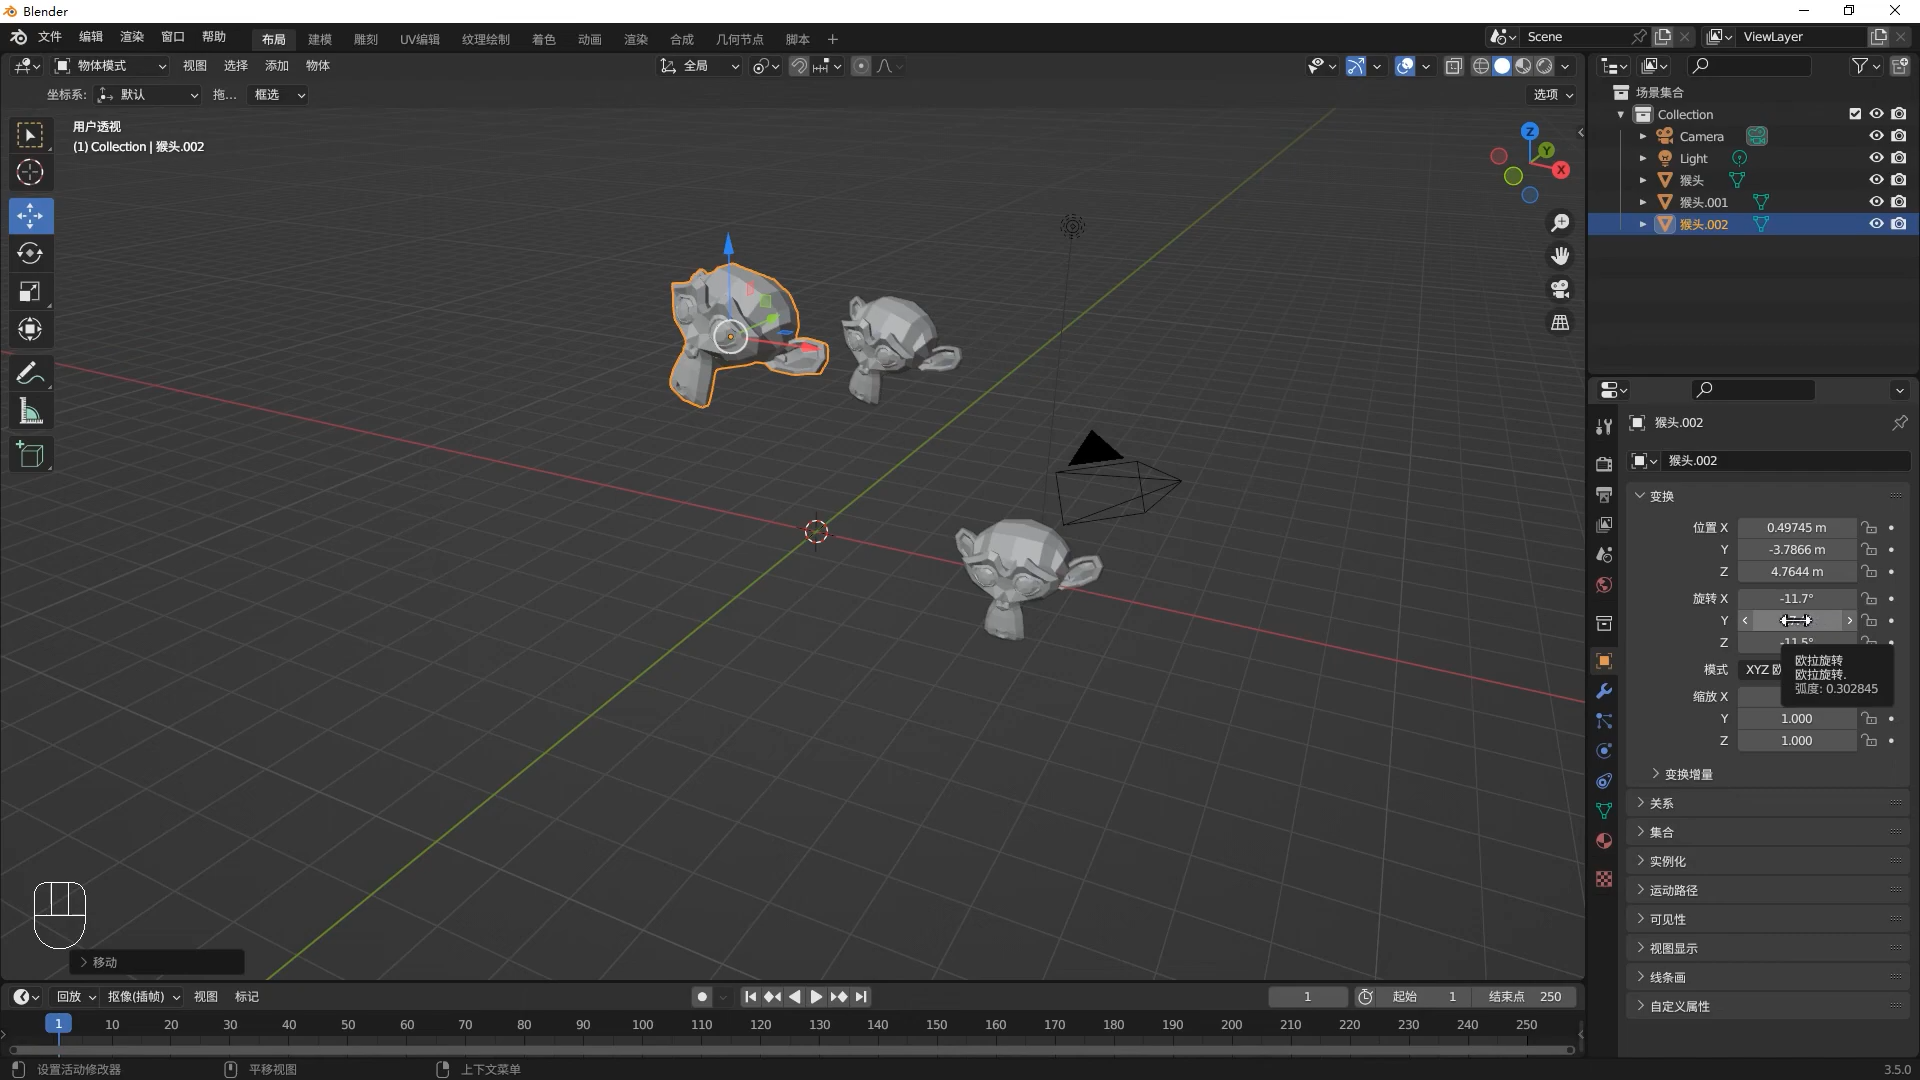 Blender
文件 编辑 渲染 窗口 帮助 布局 建模 雕刻 UV编辑 纹理绘制 着色 动画 渲染 合成 几何节点 脚本 + Scene ViewLayer
物体模式 视图 选择 添加 物体 全局
坐标系: 默认 拖... 框选 选项
用户透视
(1) Collection | 猴头.002
Z
Y
X
场景集合
Collection
Camera
Light
猴头
猴头.001
猴头.002
猴头.002
猴头.002
变换
位置 X 0.49745 m
Y -3.7866 m
Z 4.7644 m
旋转 X -11.7°
Y
Z -11.5°
模式 XYZ 欧
欧拉旋转
欧拉旋转.
弧度: 0.302845
缩放 X
Y 1.000
Z 1.000
变换增量
关系
集合
实例化
运动路径
可见性
视图显示
线条画
自定义属性
移动
回放 抠像(插帧) 视图 标记 1 起始 1 结束点 250
1 10 20 30 40 50 60 70 80 90 100 110 120 130 140 150 160 170 180 190 200 210 220 230 240 250
设置活动修改器 平移视图 上下文菜单 3.5.0